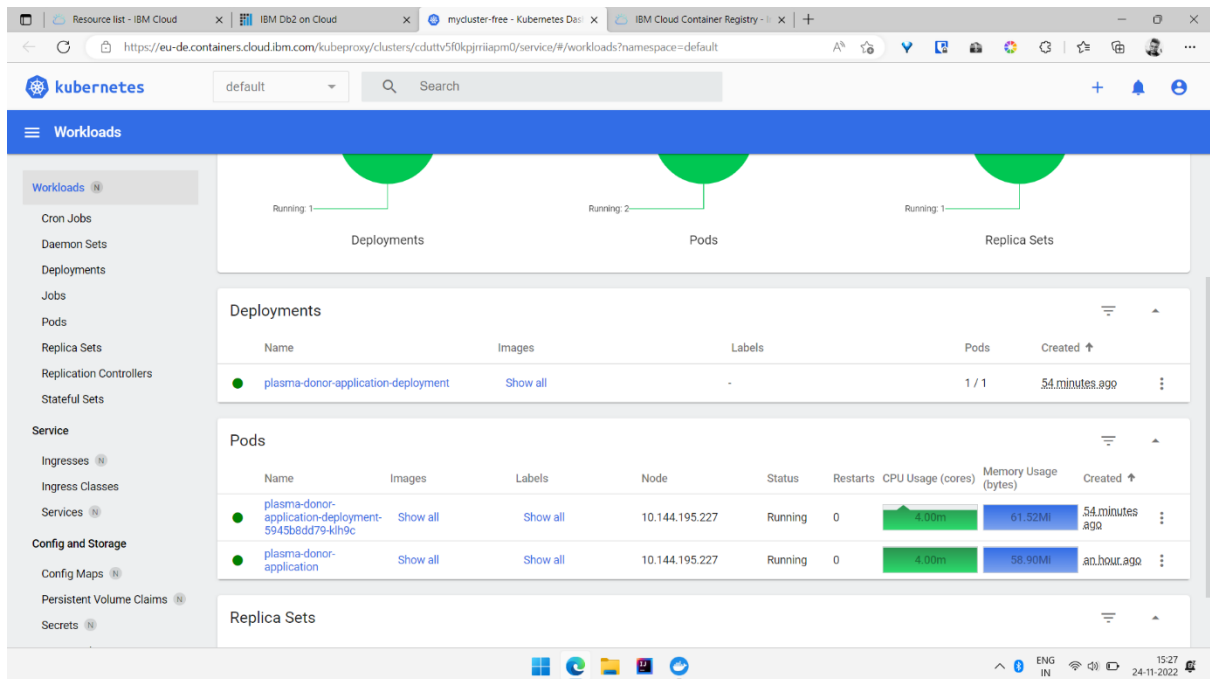 Resource list - IBM Cloud
IBM Db2 on Cloud
mycluster-free - Kubernetes Das
IBM Cloud Container Registry -
https://eu-de.containers.cloud.ibm.com/kubeproxy/clusters/cduttv5f0kpjrriiapm0/service/#/workloads?namespace=default
kubernetes
default
Search
Workloads
Workloads N
Cron Jobs
Daemon Sets
Deployments
Jobs
Pods
Replica Sets
Replication Controllers
Stateful Sets
Service
Ingresses N
Ingress Classes
Services N
Config and Storage
Config Maps N
Persistent Volume Claims N
Secrets N
Running: 1
Running: 2
Running: 1
Deployments
Pods
Replica Sets
Deployments
Name Images Labels Pods Created
plasma-donor-application-deployment Show all - 1 / 1 54 minutes ago
Pods
Name Images Labels Node Status Restarts CPU Usage (cores) Memory Usage (bytes) Created
plasma-donor-
application-deployment-
5945b8dd79-klh9c
Show all Show all 10.144.195.227 Running 0 4.00m 61.52Mi 54 minutes
ago
plasma-donor-
application
Show all Show all 10.144.195.227 Running 0 4.00m 58.90Mi an hour ago
Replica Sets
ENG
IN
15:27
24-11-2022